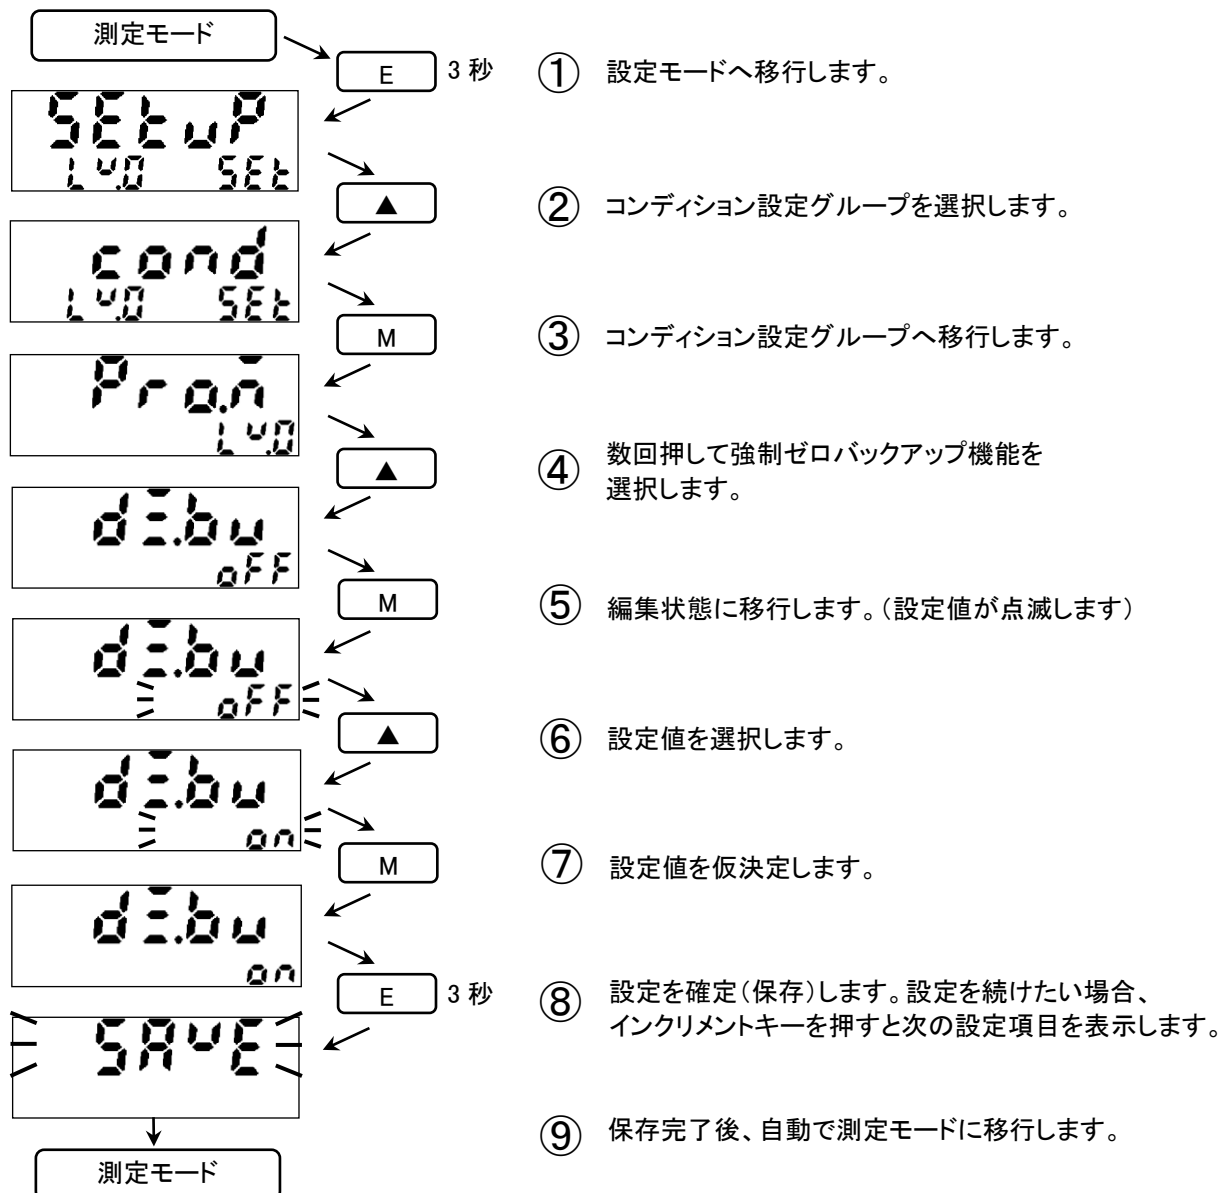 測定モード
E 3 秒 ① 設定モードへ移行します。
SEtuP
Lv.0 SEt
▲ ② コンディション設定グループを選択します。
cond
Lv.0 SEt
M ③ コンディション設定グループへ移行します。
Pro.m
Lv.0
▲ ④ 数回押して強制ゼロバックアップ機能を
選択します。
dZ.bu
oFF
M ⑤ 編集状態に移行します。(設定値が点滅します)
dZ.bu
oFF
▲ ⑥ 設定値を選択します。
dZ.bu
on
M ⑦ 設定値を仮決定します。
dZ.bu
on
E 3 秒 ⑧ 設定を確定(保存)します。設定を続けたい場合、
インクリメントキーを押すと次の設定項目を表示します。
SAvE
⑨ 保存完了後、自動で測定モードに移行します。
測定モード